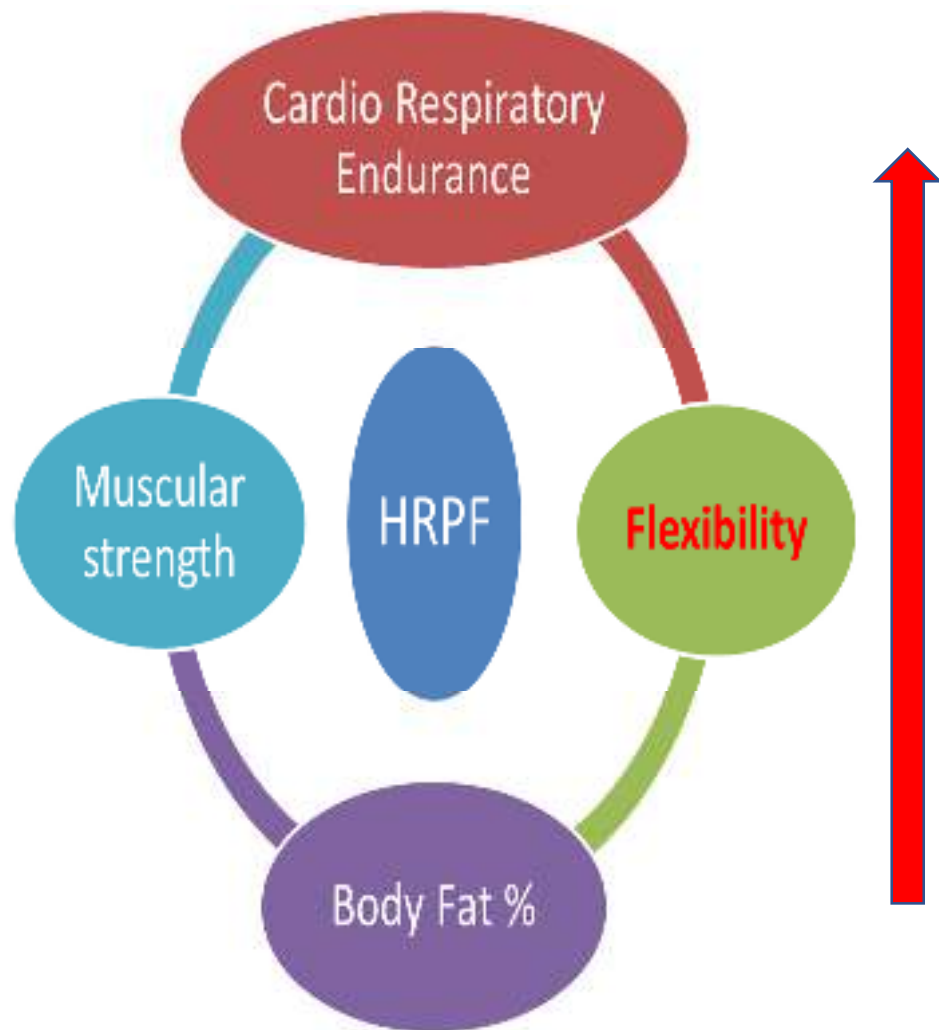 Cardio Respiratory
Endurance
Muscular
strength
HRPF
Flexibility
Body Fat %